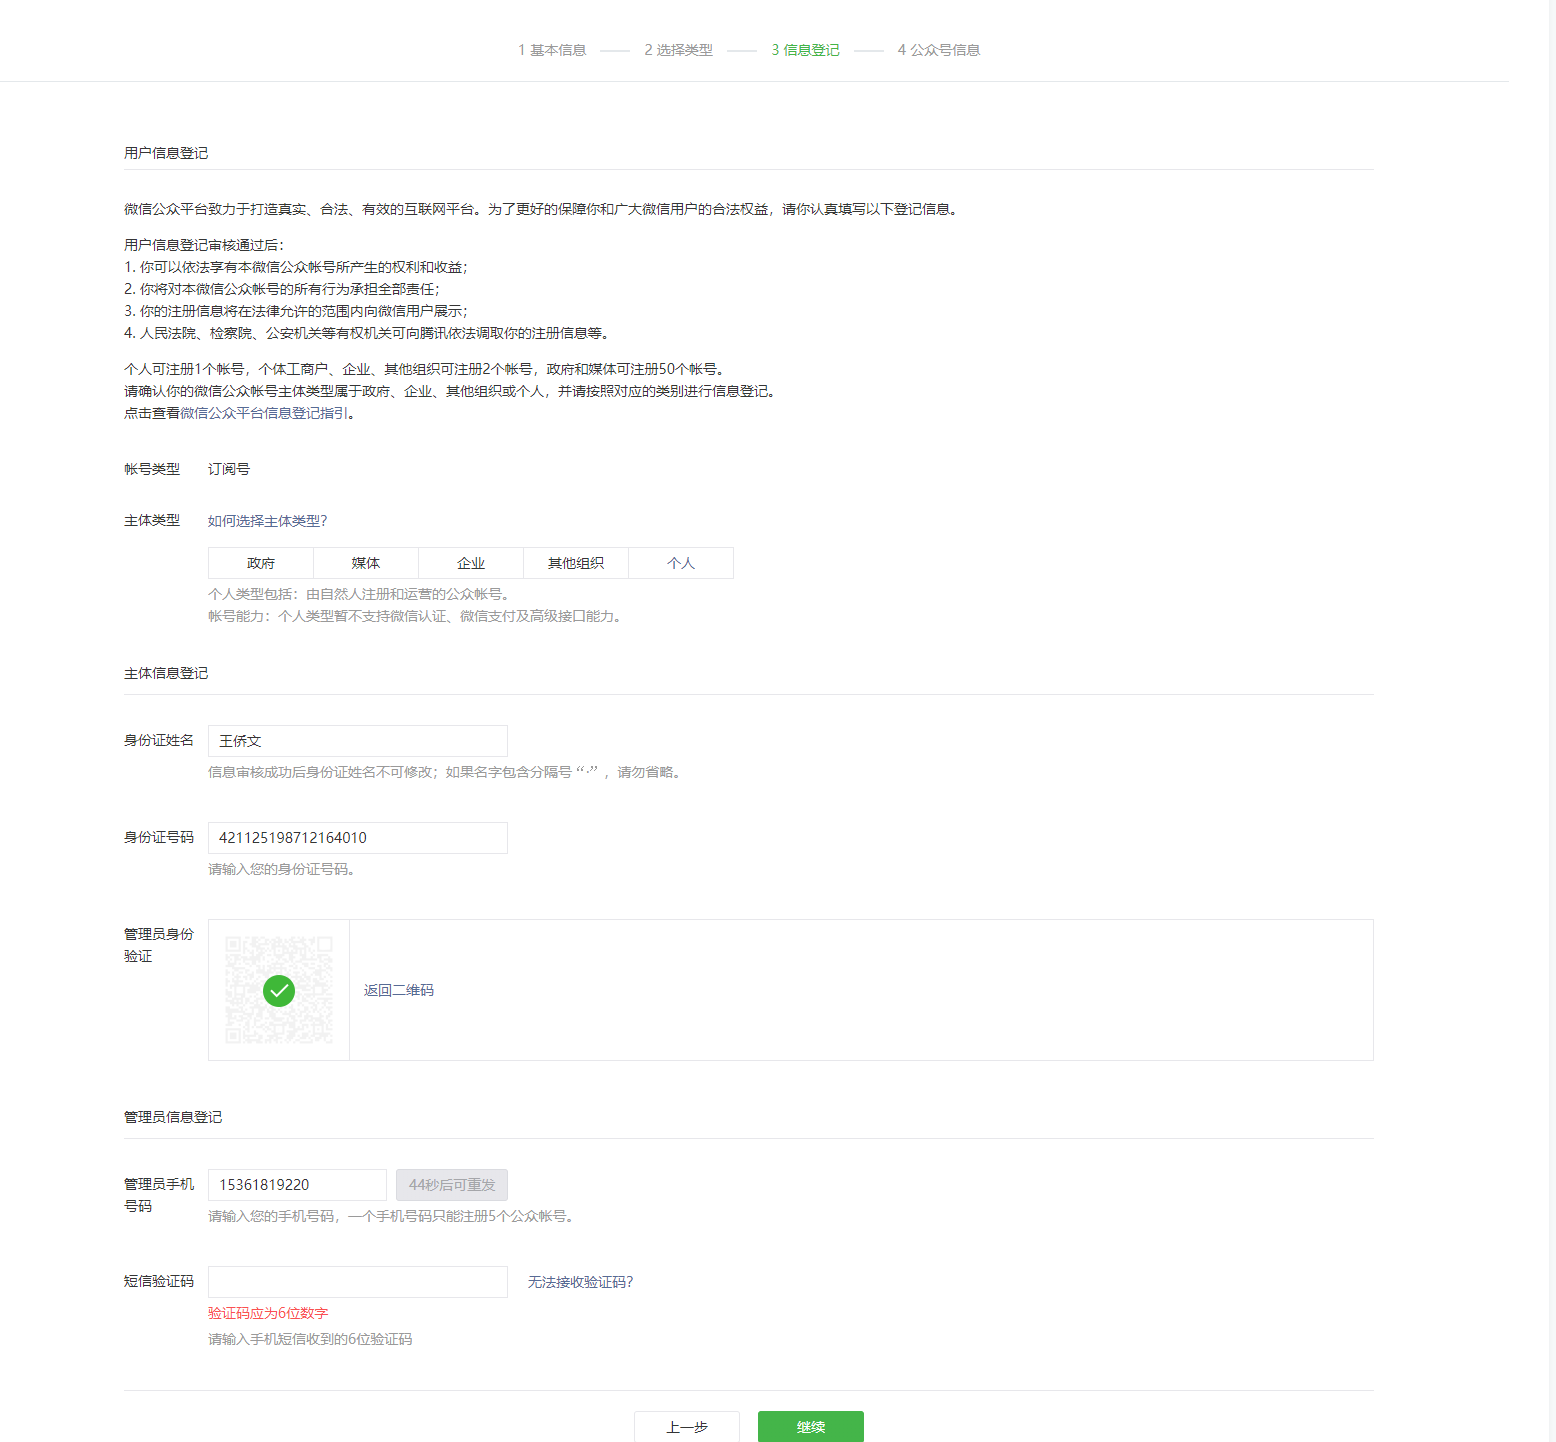 1 基本信息 2 选择类型 3 信息登记 4 公众号信息
用户信息登记
微信公众平台致力于打造真实、合法、有效的互联网平台。为了更好的保障你和广大微信用户的合法权益，请你认真填写以下登记信息。
用户信息登记审核通过后：
1. 你可以依法享有本微信公众帐号所产生的权利和收益；
2. 你将对本微信公众帐号的所有行为承担全部责任；
3. 你的注册信息将在法律允许的范围内向微信用户展示；
4. 人民法院、检察院、公安机关等有权机关可向腾讯依法调取你的注册信息等。
个人可注册1个帐号，个体工商户、企业、其他组织可注册2个帐号，政府和媒体可注册50个帐号。
请确认你的微信公众帐号主体类型属于政府、企业、其他组织或个人，并请按照对应的类别进行信息登记。
点击查看微信公众平台信息登记指引。
帐号类型 订阅号
主体类型 如何选择主体类型？
政府 媒体 企业 其他组织 个人
个人类型包括：由自然人注册和运营的公众帐号。
帐号能力：个人类型暂不支持微信认证、微信支付及高级接口能力。
主体信息登记
身份证姓名 王侨文
信息审核成功后身份证姓名不可修改；如果名字包含分隔号“·”，请勿省略。
身份证号码 421125198712164010
请输入您的身份证号码。
管理员身份
验证
返回二维码
管理员信息登记
管理员手机 15361819220 44秒后可重发
号码
请输入您的手机号码，一个手机号码只能注册5个公众帐号。
短信验证码 无法接收验证码？
验证码应为6位数字
请输入手机短信收到的6位验证码
上一步 继续